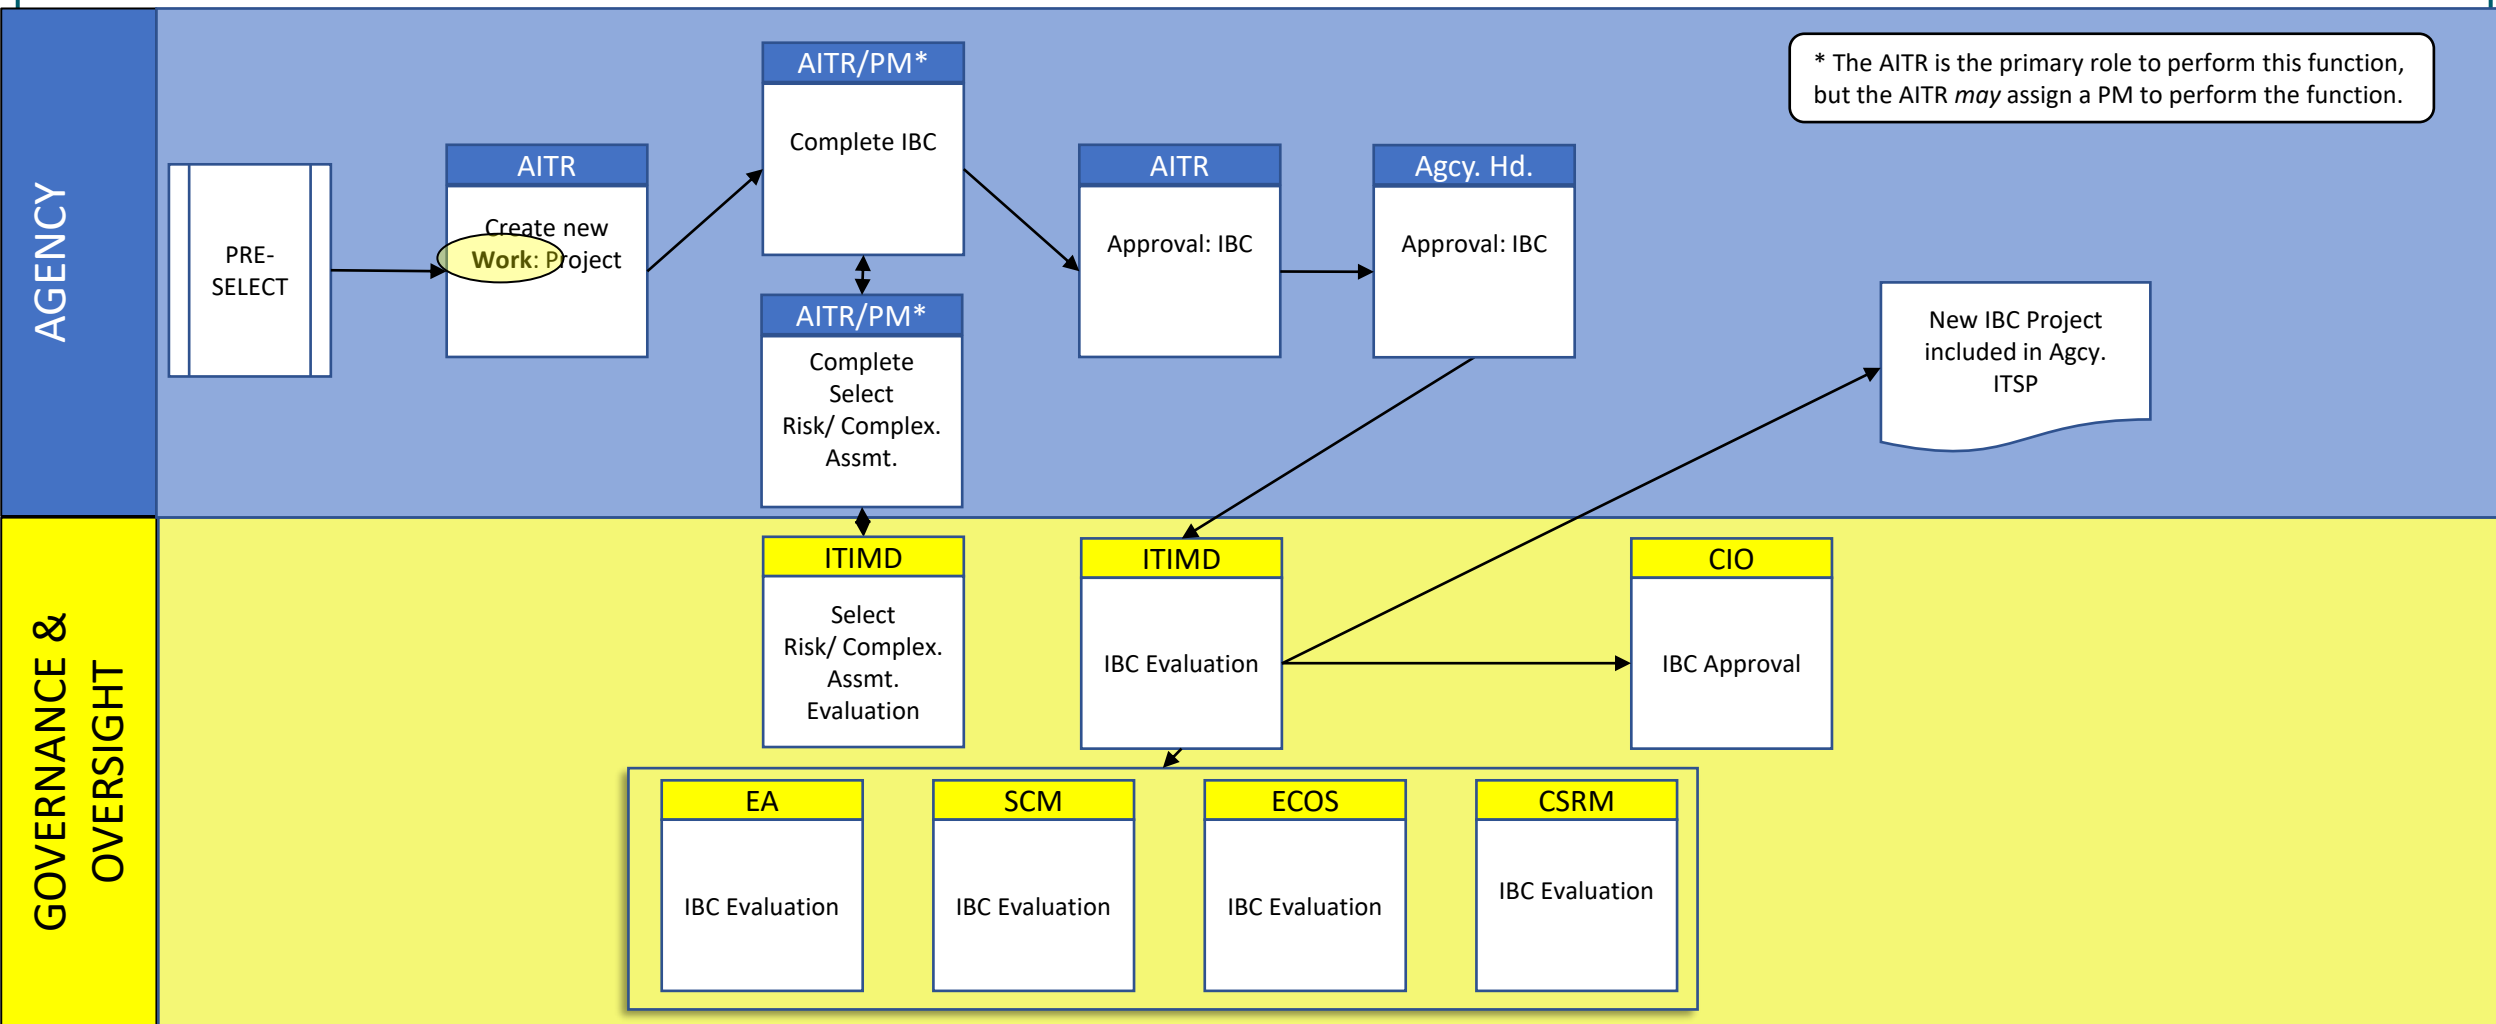 AGENCY
PRE-
SELECT
AITR
Create new
Work: Project
AITR/PM*
Complete IBC
AITR/PM*
Complete
Select
Risk/ Complex.
Assmt.
AITR
Approval: IBC
Agcy. Hd.
Approval: IBC
* The AITR is the primary role to perform this function,
but the AITR may assign a PM to perform the function.
New IBC Project
included in Agcy.
ITSP
GOVERNANCE &
OVERSIGHT
ITIMD
Select
Risk/ Complex.
Assmt.
Evaluation
ITIMD
IBC Evaluation
CIO
IBC Approval
EA
IBC Evaluation
SCM
IBC Evaluation
ECOS
IBC Evaluation
CSRM
IBC Evaluation